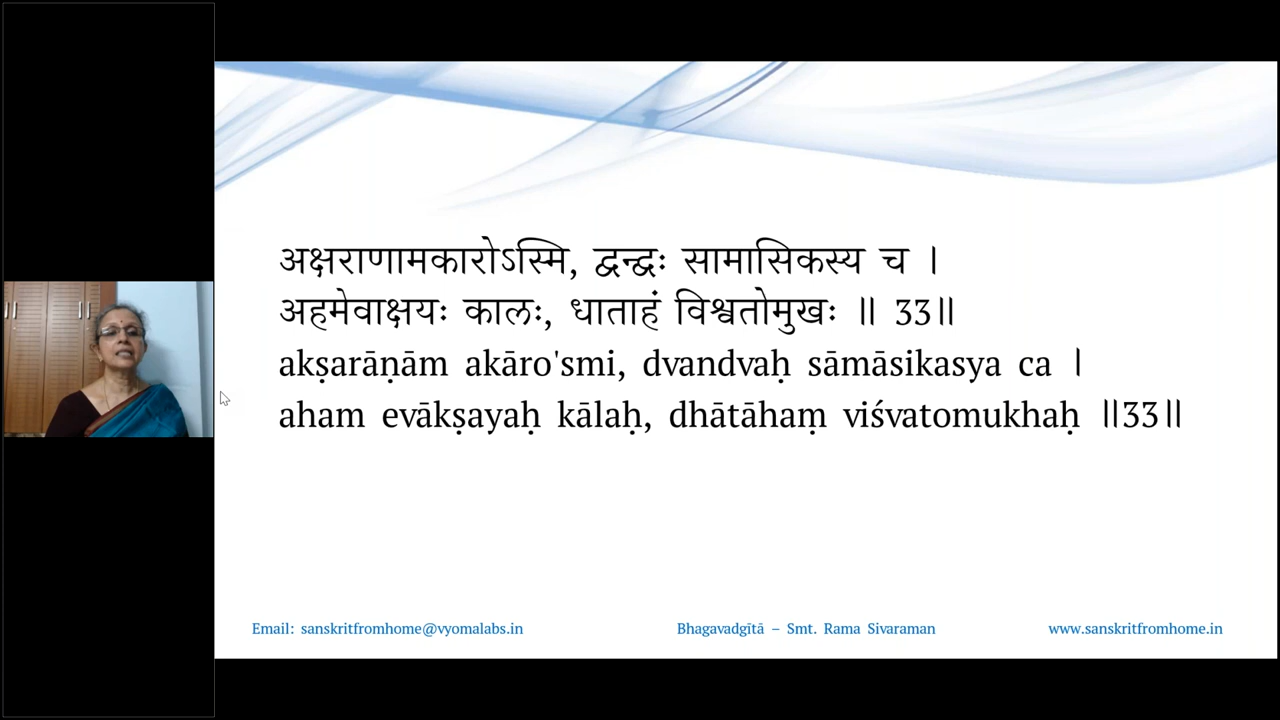 अक्षराणामकारोऽस्मि, द्वन्द्वः सामासिकस्य च ।
अहमेवाक्षयः कालः, धाताहं विश्वतोमुखः ॥ 33॥
akṣarāṇām akāro'smi, dvandvaḥ sāmāsikasya ca ।
aham evākṣayaḥ kālaḥ, dhātāhaṃ viśvatomukhaḥ ॥33॥
Email: sanskritfromhome@vyomalabs.in Bhagavadgītā – Smt. Rama Sivaraman www.sanskritfromhome.in